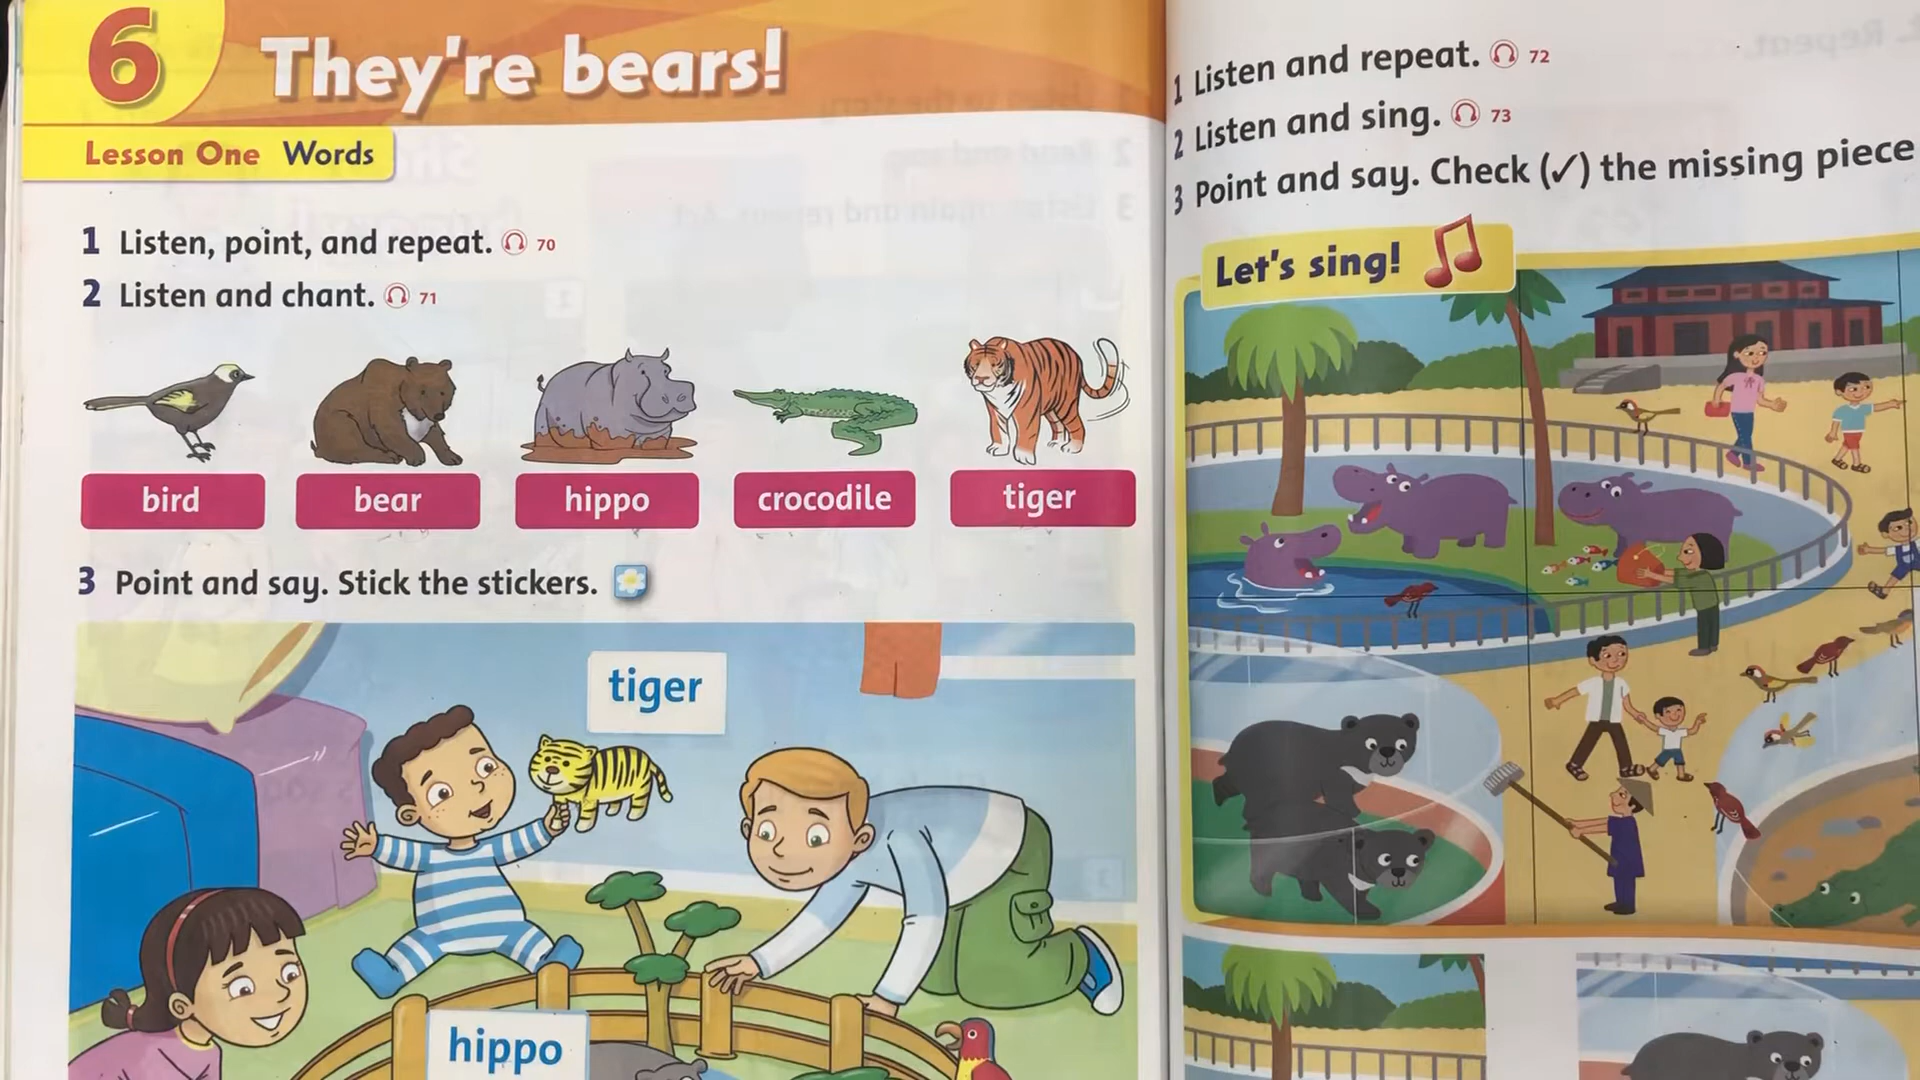 6 They're bears!
Lesson One Words
1 Listen, point, and repeat. 70
2 Listen and chant. 71
bird
bear
hippo
crocodile
tiger
3 Point and say. Stick the stickers.
tiger
hippo
1 Listen and repeat. 72
2 Listen and sing. 73
3 Point and say. Check (✓) the missing piece
Let's sing!